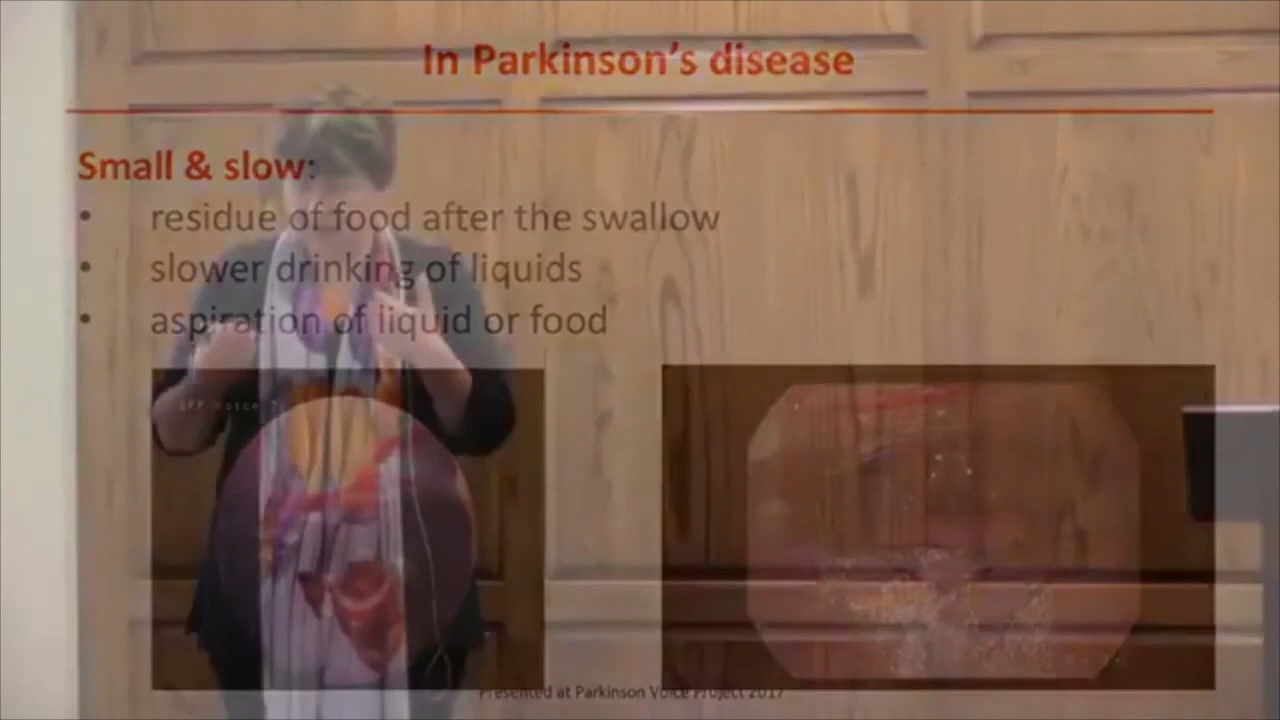 In Parkinson's disease
Small & slow:
• residue of food after the swallow
• slower drinking of liquids
• aspiration of liquid or food
Presented at Parkinson Voice Project 2017